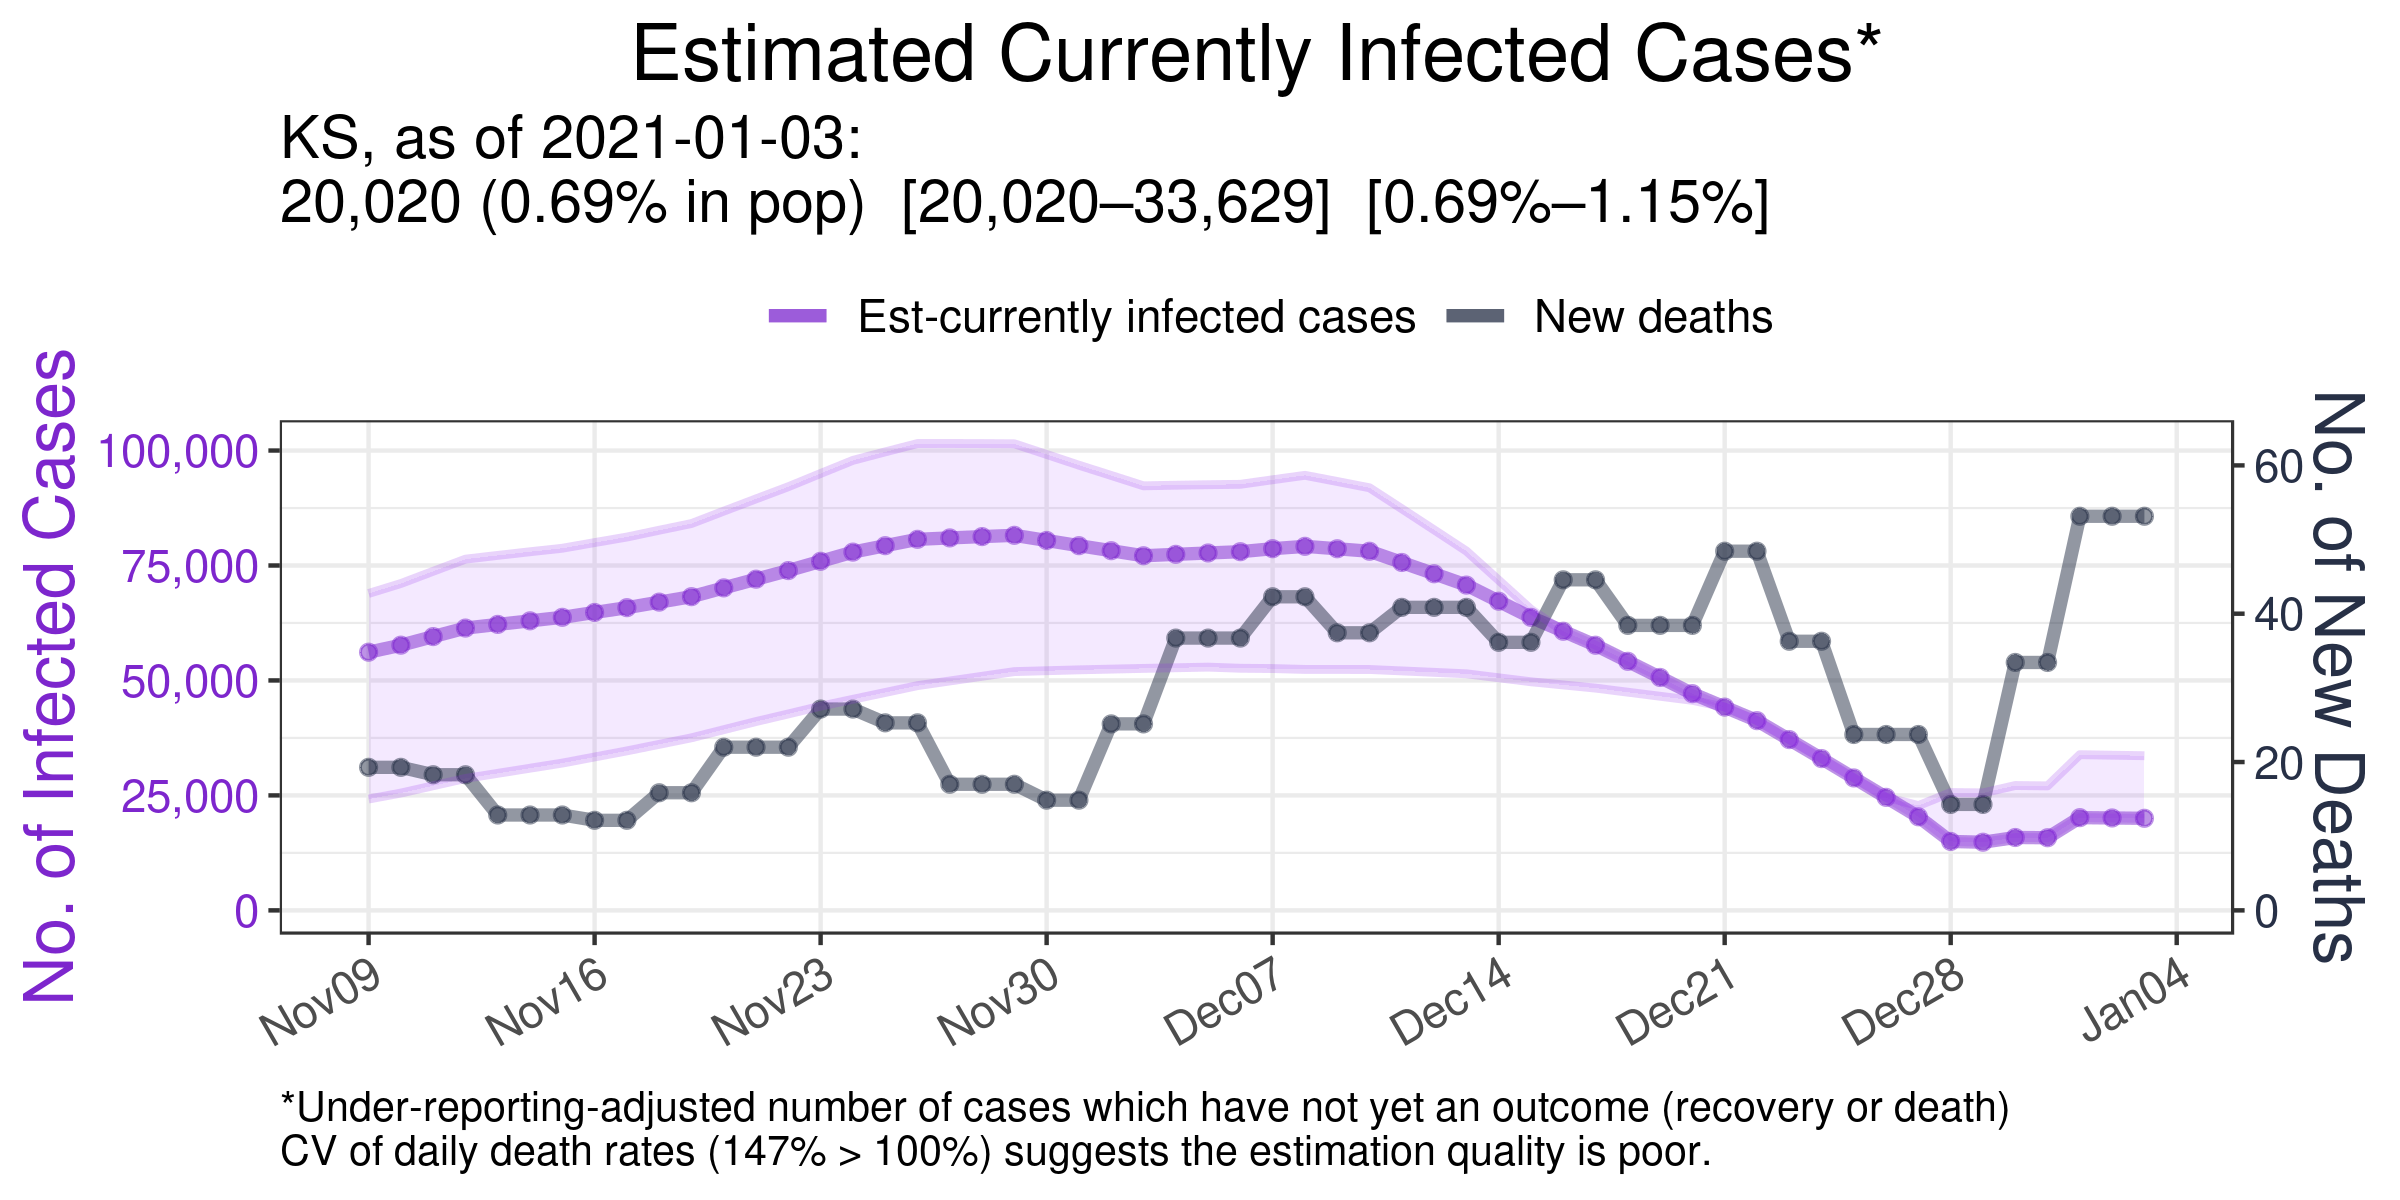 Estimated Currently Infected Cases*
KS, as of 2021-01-03:
20,020 (0.69% in pop)  [20,020–33,629]  [0.69%–1.15%]
Est-currently infected cases
New deaths
No. of Infected Cases
100,000
75,000
50,000
25,000
0
No. of New Deaths
60
40
20
0
Nov09
Nov16
Nov23
Nov30
Dec07
Dec14
Dec21
Dec28
Jan04
*Under-reporting-adjusted number of cases which have not yet an outcome (recovery or death)
CV of daily death rates (147% > 100%) suggests the estimation quality is poor.